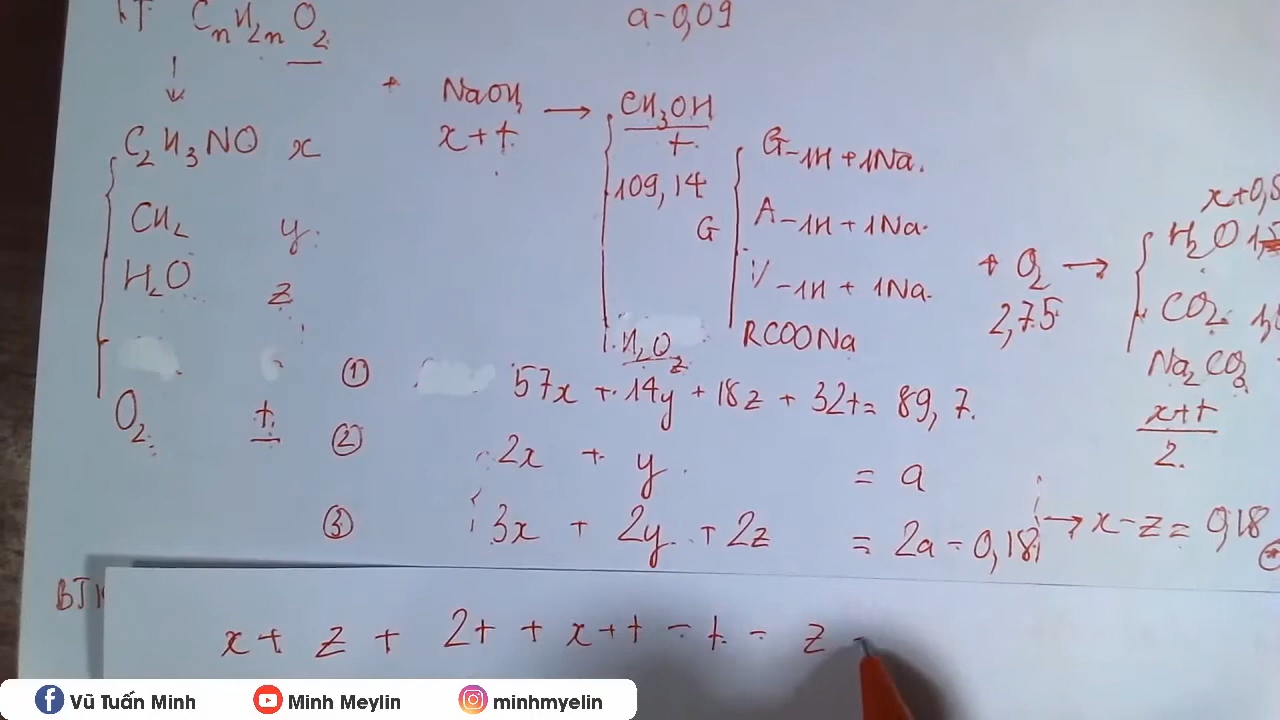 CnH2nO2
a-0,09
+ NaOH → CH3OH
x+t
t
C2H3NO x
CH2 y
H2O z
O2 t
109,14
G
G-1H + 1Na.
A-1H + 1Na.
V-1H + 1Na.
RCOONa
H2O z
+ O2 →
2,75
H2O
CO2
Na2CO3
x+t
2
① 57x + 14y + 18z + 32t = 89,7.
② 2x + y = a
③ 3x + 2y + 2z = 2a - 0,18 → x - z = 0,18
x + z + 2t + x + t - t - z
Vũ Tuấn Minh
Minh Meylin
minhmyelin